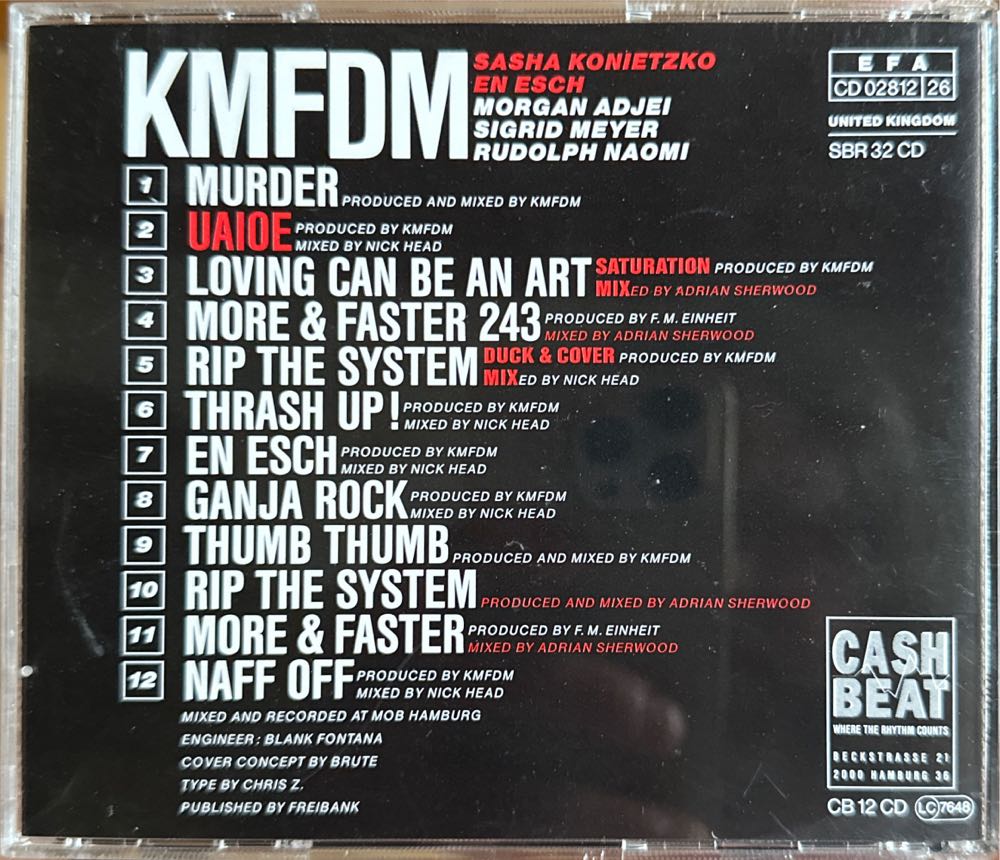 KMFDM
SASHA KONIETZKO
EN ESCH
MORGAN ADJEI
SIGRID MEYER
RUDOLPH NAOMI
EFA
CD 02812 26
UNITED KINGDOM
SBR 32 CD
1 MURDER PRODUCED AND MIXED BY KMFDM
2 UAIOE PRODUCED BY KMFDM
MIXED BY NICK HEAD
3 LOVING CAN BE AN ART SATURATION PRODUCED BY KMFDM
MIXED BY ADRIAN SHERWOOD
4 MORE & FASTER 243 PRODUCED BY F. M. EINHEIT
MIXED BY ADRIAN SHERWOOD
5 RIP THE SYSTEM DUCK & COVER PRODUCED BY KMFDM
MIXED BY NICK HEAD
6 THRASH UP! PRODUCED BY KMFDM
MIXED BY NICK HEAD
7 EN ESCH PRODUCED BY KMFDM
MIXED BY NICK HEAD
8 GANJA ROCK PRODUCED BY KMFDM
MIXED BY NICK HEAD
9 THUMB THUMB PRODUCED AND MIXED BY KMFDM
10 RIP THE SYSTEM PRODUCED AND MIXED BY ADRIAN SHERWOOD
11 MORE & FASTER PRODUCED BY F. M. EINHEIT
MIXED BY ADRIAN SHERWOOD
12 NAFF OFF PRODUCED BY KMFDM
MIXED BY NICK HEAD
MIXED AND RECORDED AT MOB HAMBURG
ENGINEER: BLANK FONTANA
COVER CONCEPT BY BRUTE
TYPE BY CHRIS Z.
PUBLISHED BY FREIBANK
CASH
BEAT
WHERE THE RHYTHM COUNTS
BECKSTRASSE 21
2000 HAMBURG 36
CB 12 CD LC 7648